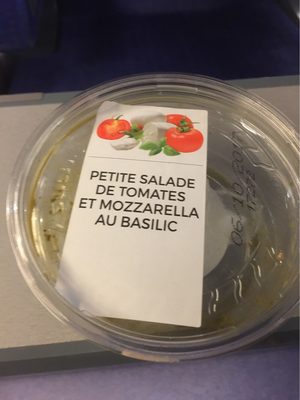 PETITE SALADE
DE TOMATES
ET MOZZARELLA
AU BASILIC